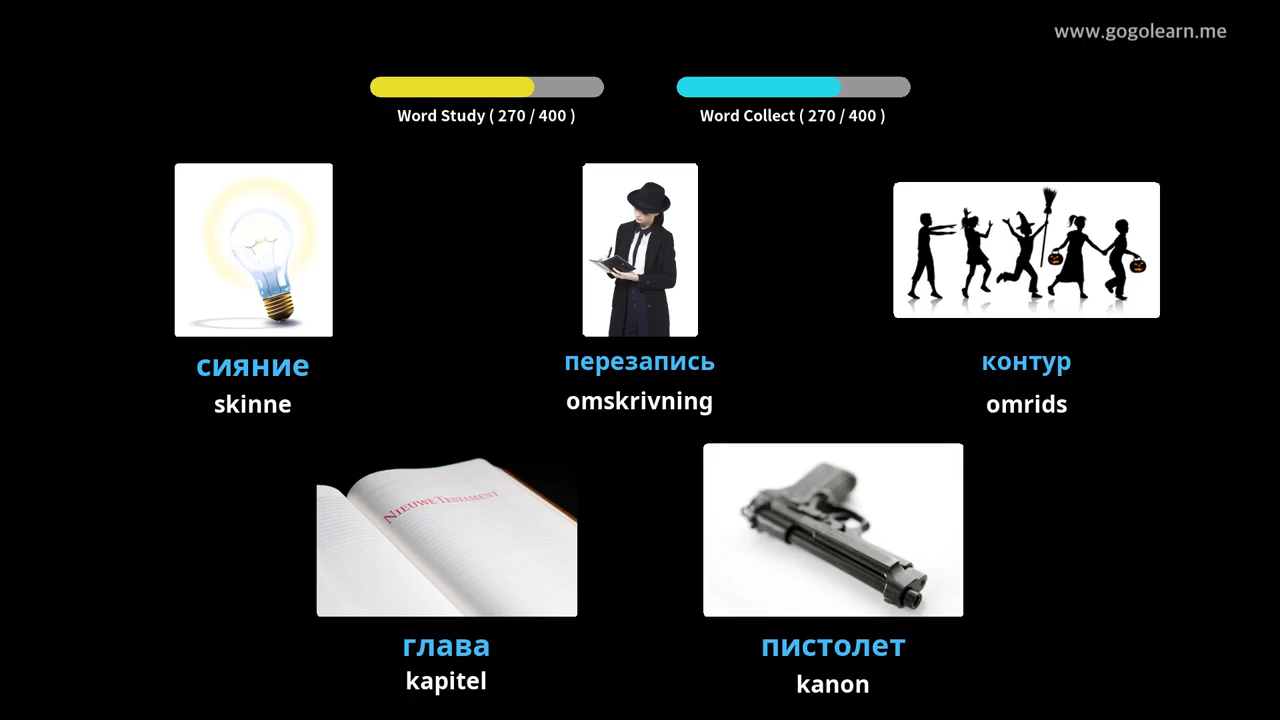 www.gogolearn.me
Word Study ( 270 / 400 )
Word Collect ( 270 / 400 )
сияние
skinne
перезапись
omskrivning
контур
omrids
NIEUWE TESTAMENT
глава
kapitel
пистолет
kanon